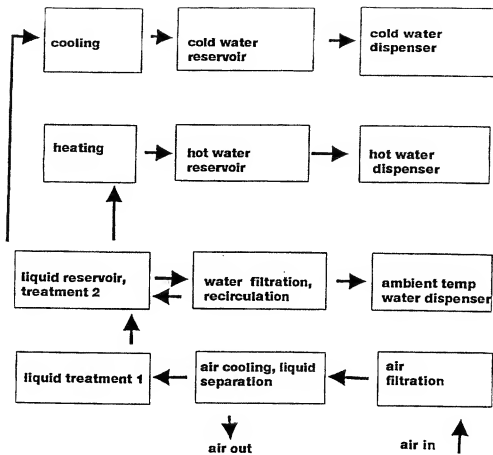 cooling
cold water
reservoir
cold water
dispenser
heating
hot water
reservoir
hot water
dispenser
liquid reservoir,
treatment 2
water filtration,
recirculation
ambient temp
water dispenser
liquid treatment 1
air cooling, liquid
separation
air
filtration
air out
air in